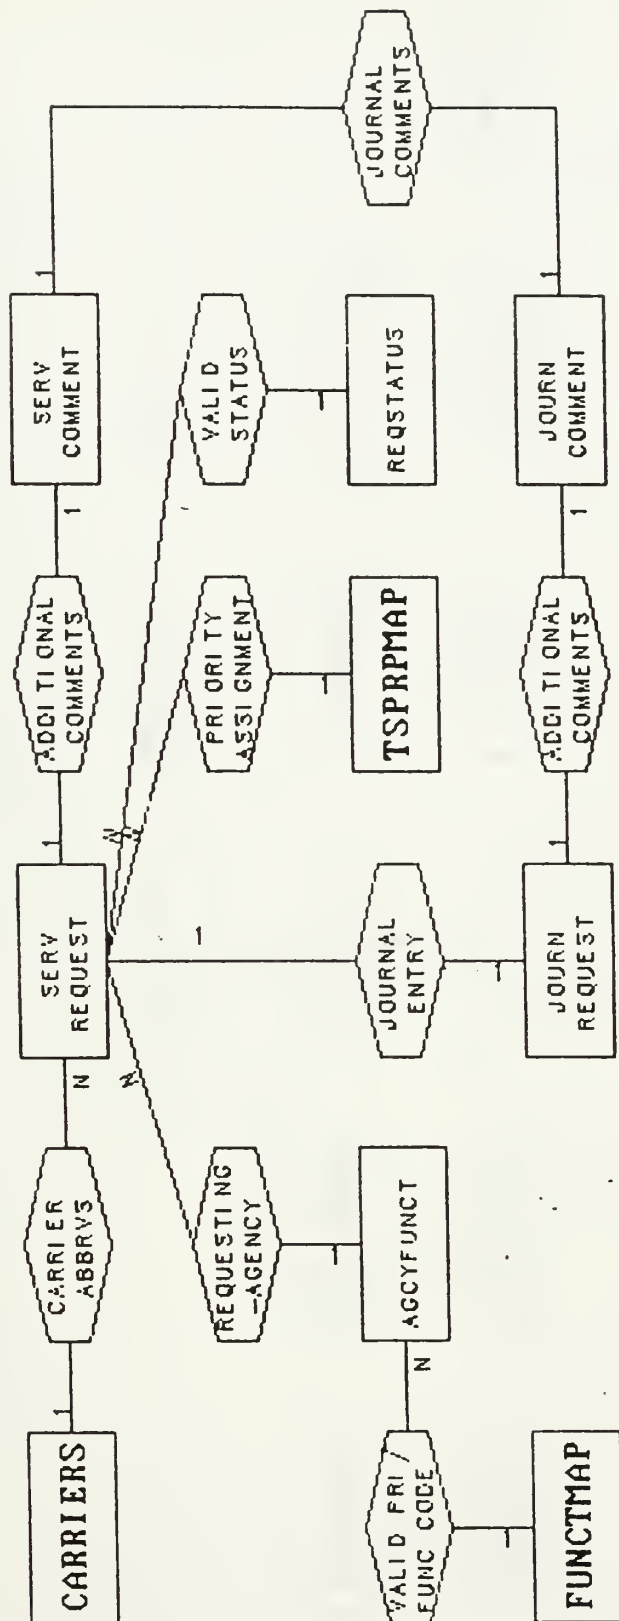 CARRIERS
1
CARRIER
ABBRVS
N
SERV
REQUEST
1
ADDITIONAL
COMMENTS
1
SERV
COMMENT
1
JOURNAL
COMMENTS
REQUESTING
-AGENCY
N
1
PRIORITY
ASSIGNMENT
N
1
VALID
STATUS
N
1
JOURNAL
ENTRY
1
1
AGCYFUNCT
N
TSPRPMAP
REQSTATUS
VALID PRI/
FUNC CODE
1
FUNCTMAP
JOURN
REQUEST
1
ADDITIONAL
COMMENTS
1
JOURN
COMMENT
1